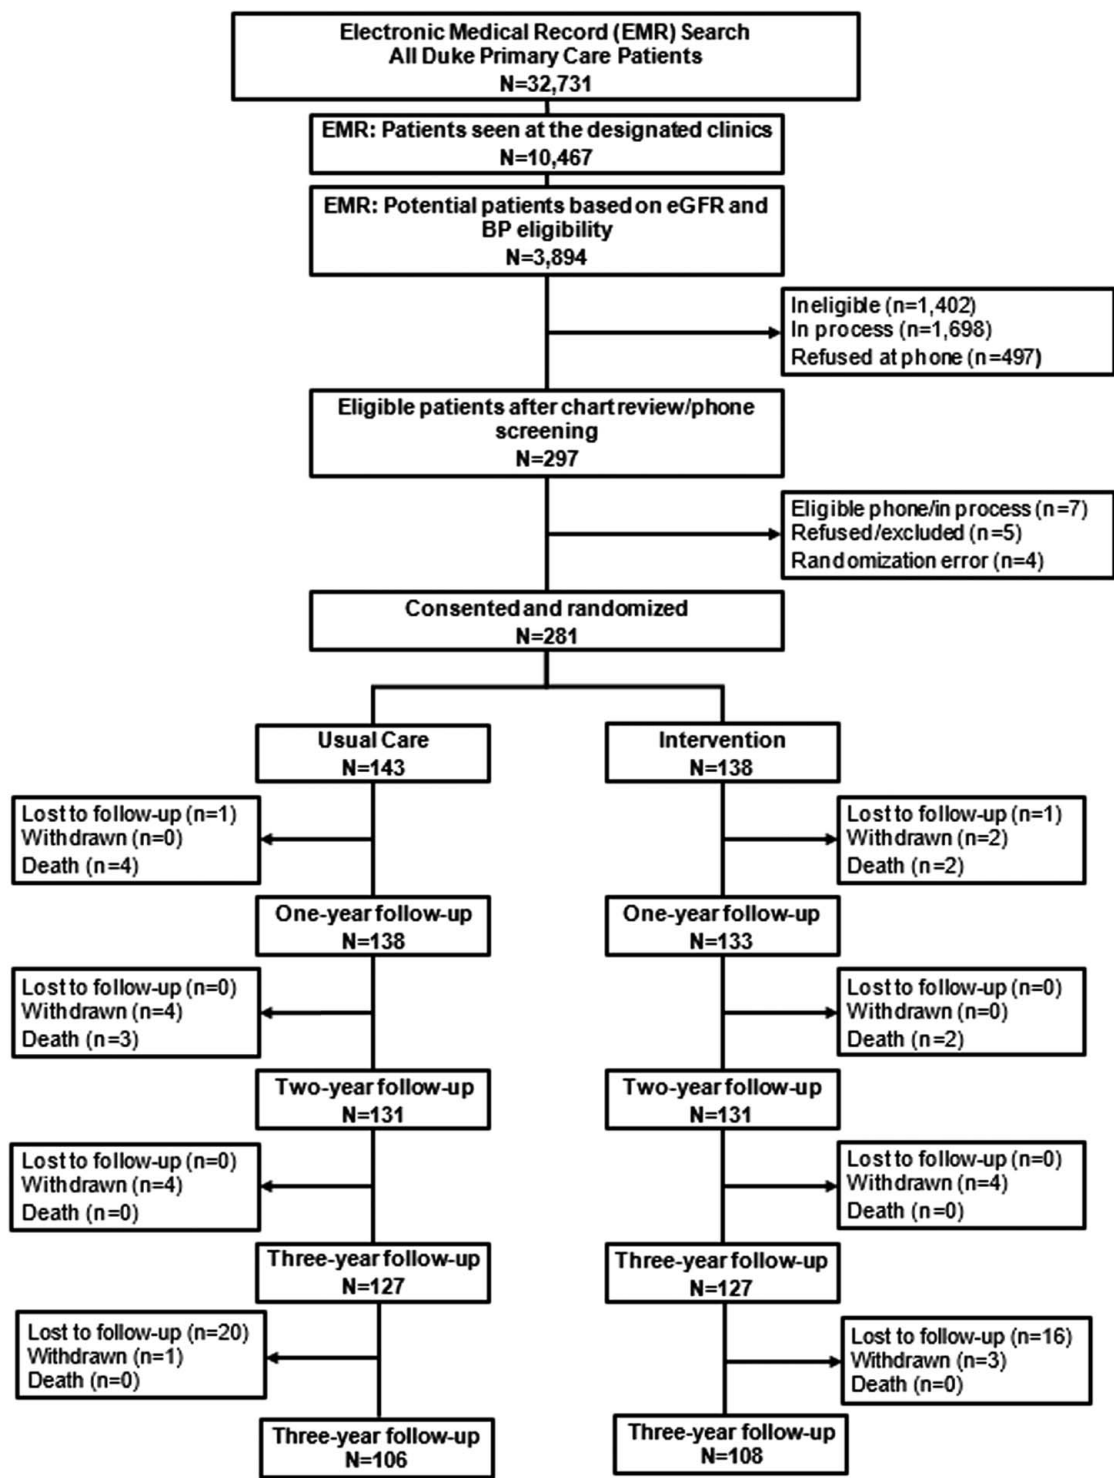 Electronic Medical Record (EMR) Search
All Duke Primary Care Patients
N=32,731
EMR: Patients seen at the designated clinics
N=10,467
EMR: Potential patients based on eGFR and
BP eligibility
N=3,894
Ineligible (n=1,402)
In process (n=1,698)
Refused at phone (n=497)
Eligible patients after chart review/phone
screening
N=297
Eligible phone/in process (n=7)
Refused/excluded (n=5)
Randomization error (n=4)
Consented and randomized
N=281
Usual Care
N=143
Intervention
N=138
Lost to follow-up (n=1)
Withdrawn (n=0)
Death (n=4)
Lost to follow-up (n=1)
Withdrawn (n=2)
Death (n=2)
One-year follow-up
N=138
One-year follow-up
N=133
Lost to follow-up (n=0)
Withdrawn (n=4)
Death (n=3)
Lost to follow-up (n=0)
Withdrawn (n=0)
Death (n=2)
Two-year follow-up
N=131
Two-year follow-up
N=131
Lost to follow-up (n=0)
Withdrawn (n=4)
Death (n=0)
Lost to follow-up (n=0)
Withdrawn (n=4)
Death (n=0)
Three-year follow-up
N=127
Three-year follow-up
N=127
Lost to follow-up (n=20)
Withdrawn (n=1)
Death (n=0)
Lost to follow-up (n=16)
Withdrawn (n=3)
Death (n=0)
Three-year follow-up
N=106
Three-year follow-up
N=108